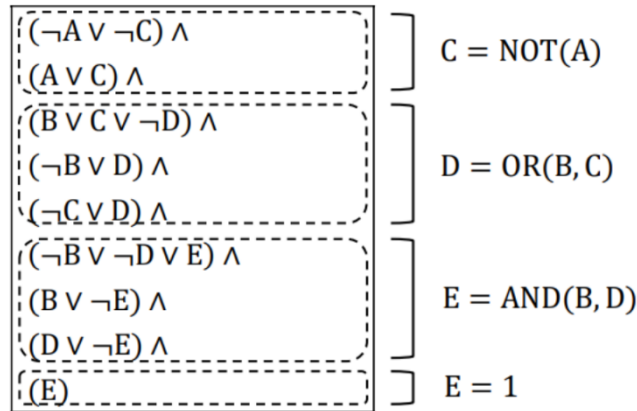 (¬A ∨ ¬C) ∧
(A ∨ C) ∧
C = NOT(A)
(B ∨ C ∨ ¬D) ∧
(¬B ∨ D) ∧
(¬C ∨ D) ∧
D = OR(B, C)
(¬B ∨ ¬D ∨ E) ∧
(B ∨ ¬E) ∧
(D ∨ ¬E) ∧
E = AND(B, D)
(E)
E = 1